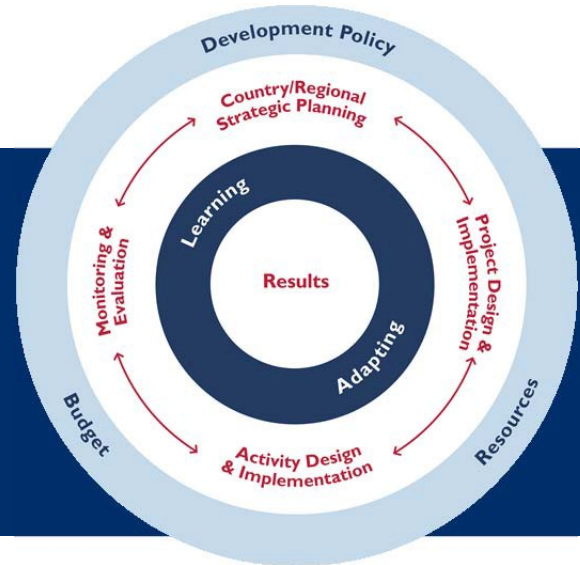 Development Policy
Country/Regional
Strategic Planning
Learning
Monitoring &
Evaluation
Results
Project Design &
Implementation
Adapting
Budget
Resources
Activity Design
& Implementation